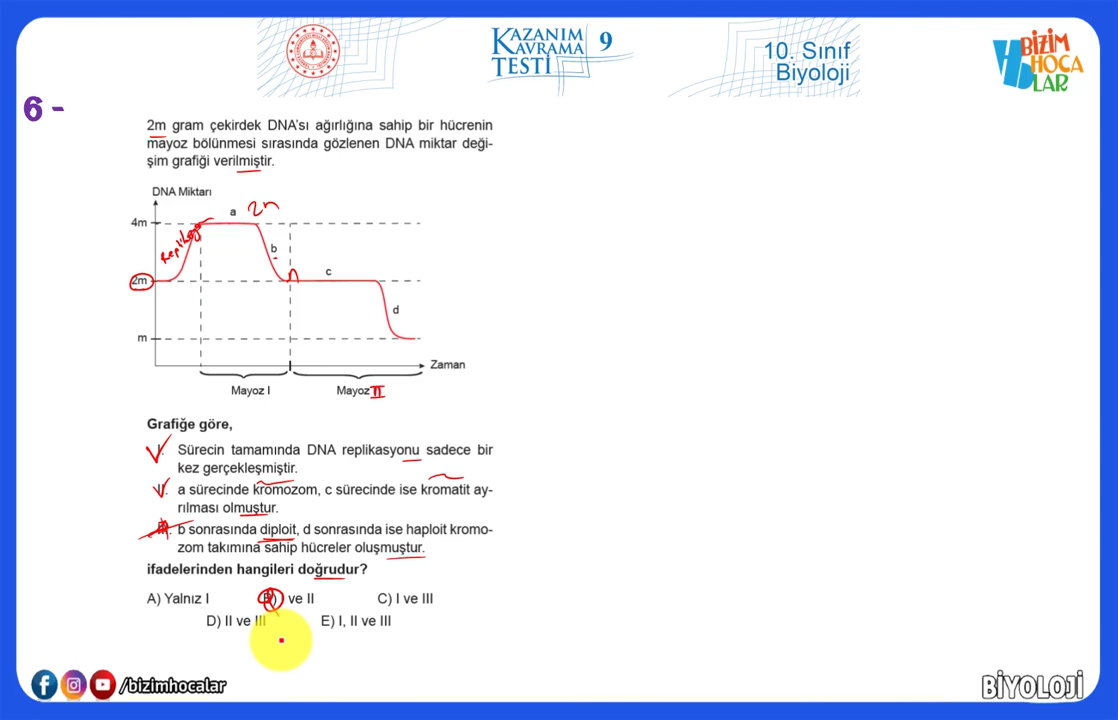 KAZANIM
KAVRAMA
TESTİ
9
10. Sınıf
Biyoloji
BİZİM
HOCA
LAR
6 -
2m gram çekirdek DNA'sı ağırlığına sahip bir hücrenin
mayoz bölünmesi sırasında gözlenen DNA miktar deği-
şim grafiği verilmiştir.
DNA Miktarı
4m
a
2n
Replikasyon
b
2m
n
c
d
m
Zaman
Mayoz I
Mayoz II
Grafiğe göre,
I. Sürecin tamamında DNA replikasyonu sadece bir
kez gerçekleşmiştir.
II. a sürecinde kromozom, c sürecinde ise kromatit ay-
rılması olmuştur.
III. b sonrasında diploit, d sonrasında ise haploit kromo-
zom takımına sahip hücreler oluşmuştur.
ifadelerinden hangileri doğrudur?
A) Yalnız I
B) I ve II
C) I ve III
D) II ve III
E) I, II ve III
/bizimhocalar
BİYOLOJİ